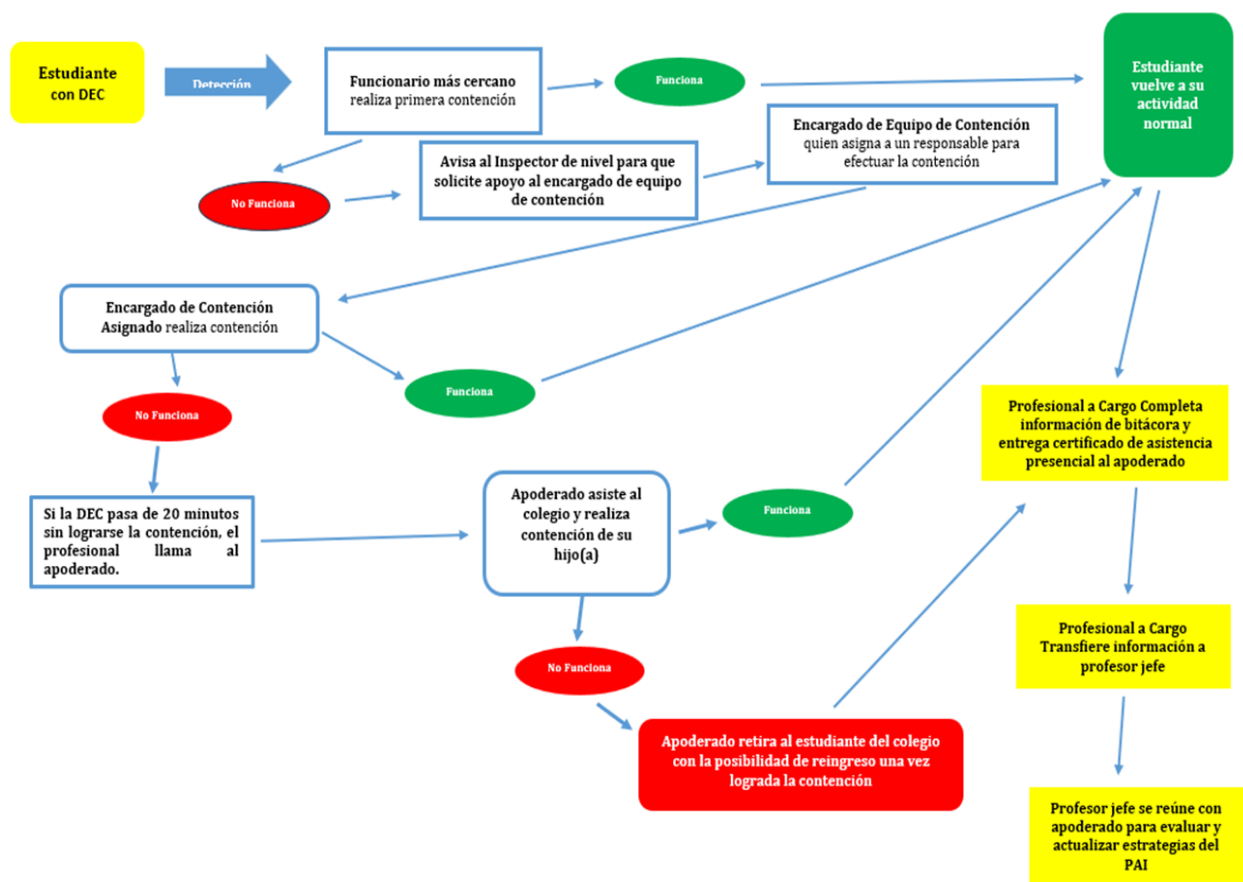 Estudiante
con DEC
Detección
Funcionario más cercano
realiza primera contención
Funciona
Estudiante
vuelve a su
actividad
normal
No Funciona
Avisa al Inspector de nivel para que
solicite apoyo al encargado de equipo
de contención
Encargado de Equipo de Contención
quien asigna a un responsable para
efectuar la contención
Encargado de Contención
Asignado realiza contención
Funciona
No Funciona
Si la DEC pasa de 20 minutos
sin lograrse la contención, el
profesional llama al
apoderado.
Apoderado asiste al
colegio y realiza
contención de su
hijo(a)
Funciona
No Funciona
Apoderado retira al estudiante del colegio
con la posibilidad de reingreso una vez
lograda la contención
Profesional a Cargo Completa
información de bitácora y
entrega certificado de asistencia
presencial al apoderado
Profesional a Cargo
Transfiere información a
profesor jefe
Profesor jefe se reúne con
apoderado para evaluar y
actualizar estrategias del
PAI